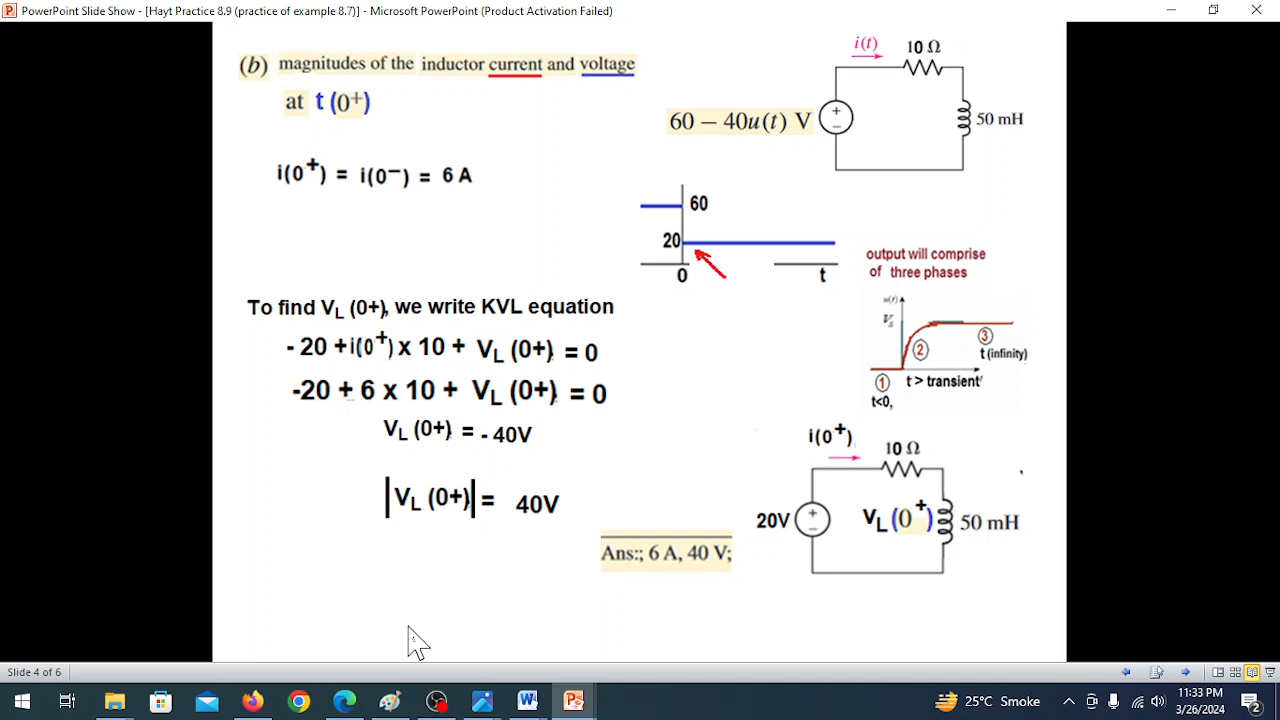 PowerPoint Slide Show - [Hayt Practice 8.9 (practice of example 8.7)] - Microsoft PowerPoint (Product Activation Failed)
(b) magnitudes of the inductor current and voltage
at t (0+)
i(0+) = i(0−) = 6 A
i(t)
10 Ω
60 − 40u(t) V
+
−
50 mH
60
20
0
t
output will comprise
of three phases
u(t)
Vs
3
2
t (infinity)
1
t > transient
t<0,
To find VL (0+), we write KVL equation
- 20 +i(0+) x 10 + VL (0+) = 0
-20 + 6 x 10 + VL (0+) = 0
VL (0+) = - 40V
|VL (0+)| = 40V
i(0+)
10 Ω
20V
+
−
VL (0+)
50 mH
Ans:; 6 A, 40 V;
Slide 4 of 6
W
P
25°C Smoke
11:33 PM
3/26/2024
2